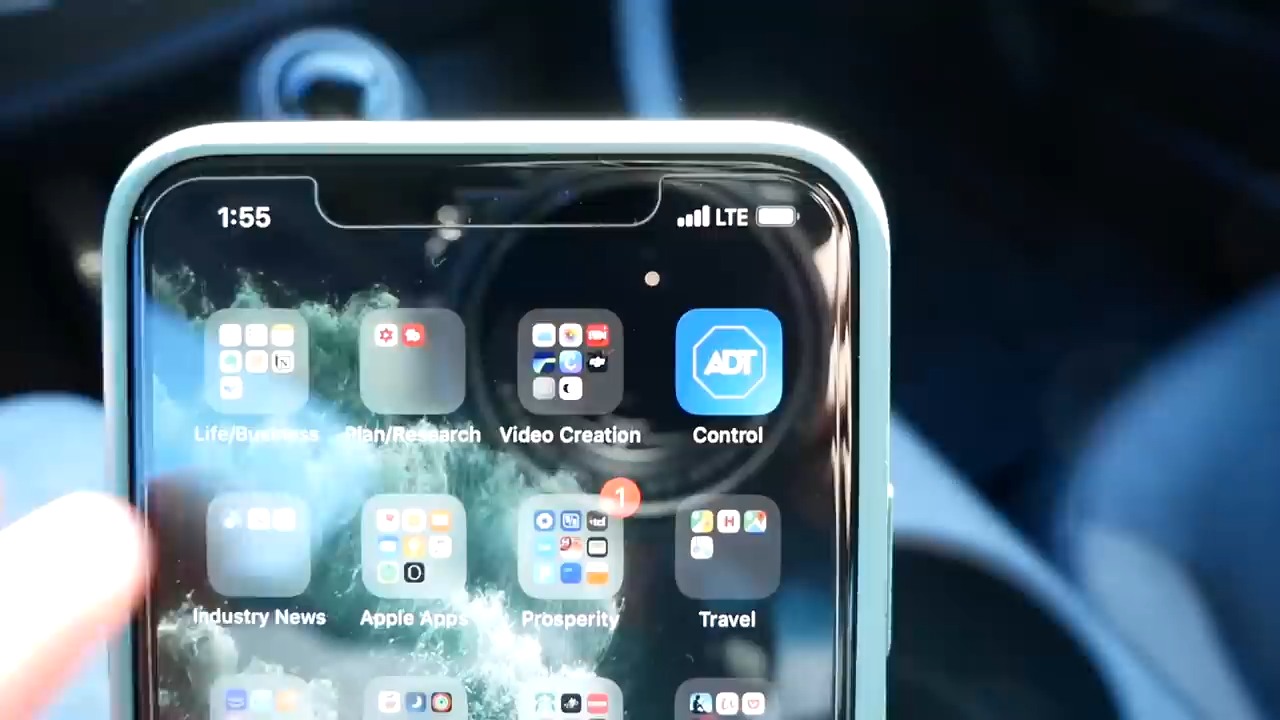 1:55 LTE
ADT
Life/Business Plan/Research Video Creation Control
1
Industry News Apple Apps Prosperity Travel